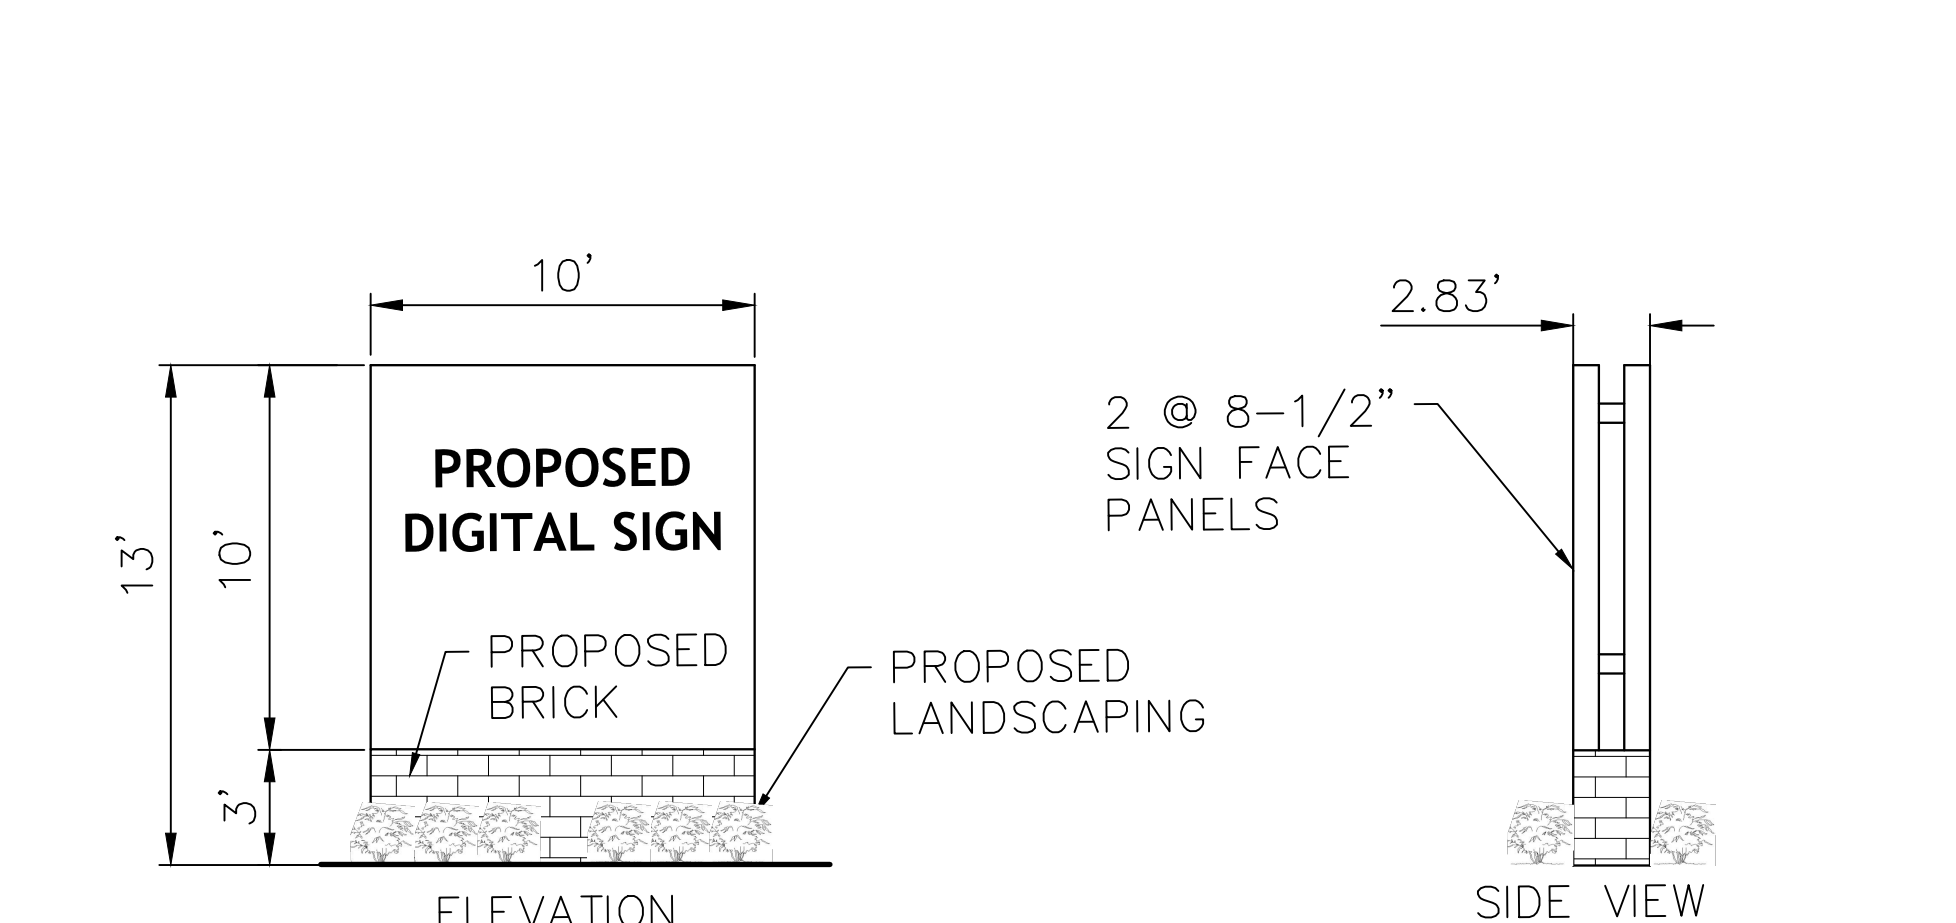 10'
2.83'
2 @ 8-1/2"
SIGN FACE
PANELS
PROPOSED
DIGITAL SIGN
13'
10'
PROPOSED
BRICK
PROPOSED
LANDSCAPING
3'
ELEVATION
SIDE VIEW